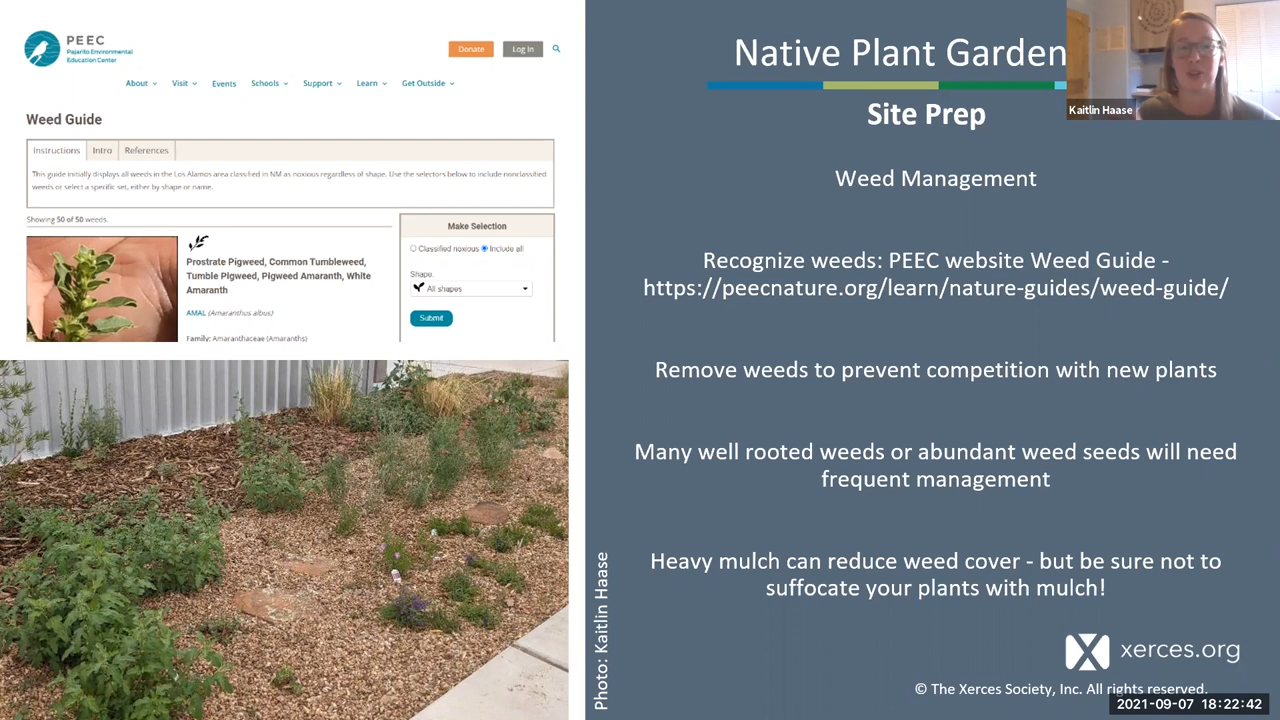 PEEC
Pajarito Environmental
Education Center
Donate
Log In
About
Visit
Events
Schools
Support
Learn
Get Outside
Weed Guide
Instructions
Intro
References
This guide initially displays all weeds in the Los Alamos area classified in NM as noxious regardless of shape. Use the selectors below to include nonclassified
weeds or select a specific set, either by shape or name.
Showing 50 of 50 weeds.
Prostrate Pigweed, Common Tumbleweed,
Tumble Pigweed, Pigweed Amaranth, White
Amaranth
AMAL (Amaranthus albus)
Family: Amaranthaceae (Amaranths)
Make Selection
Classified noxious Include all
Shape:
All shapes
Submit
Native Plant Garden
Site Prep
Weed Management
Recognize weeds: PEEC website Weed Guide -
https://peecnature.org/learn/nature-guides/weed-guide/
Remove weeds to prevent competition with new plants
Many well rooted weeds or abundant weed seeds will need
frequent management
Heavy mulch can reduce weed cover - but be sure not to
suffocate your plants with mulch!
Photo: Kaitlin Haase
xerces.org
© The Xerces Society, Inc. All rights reserved.
Kaitlin Haase
2021-09-07 18:22:42